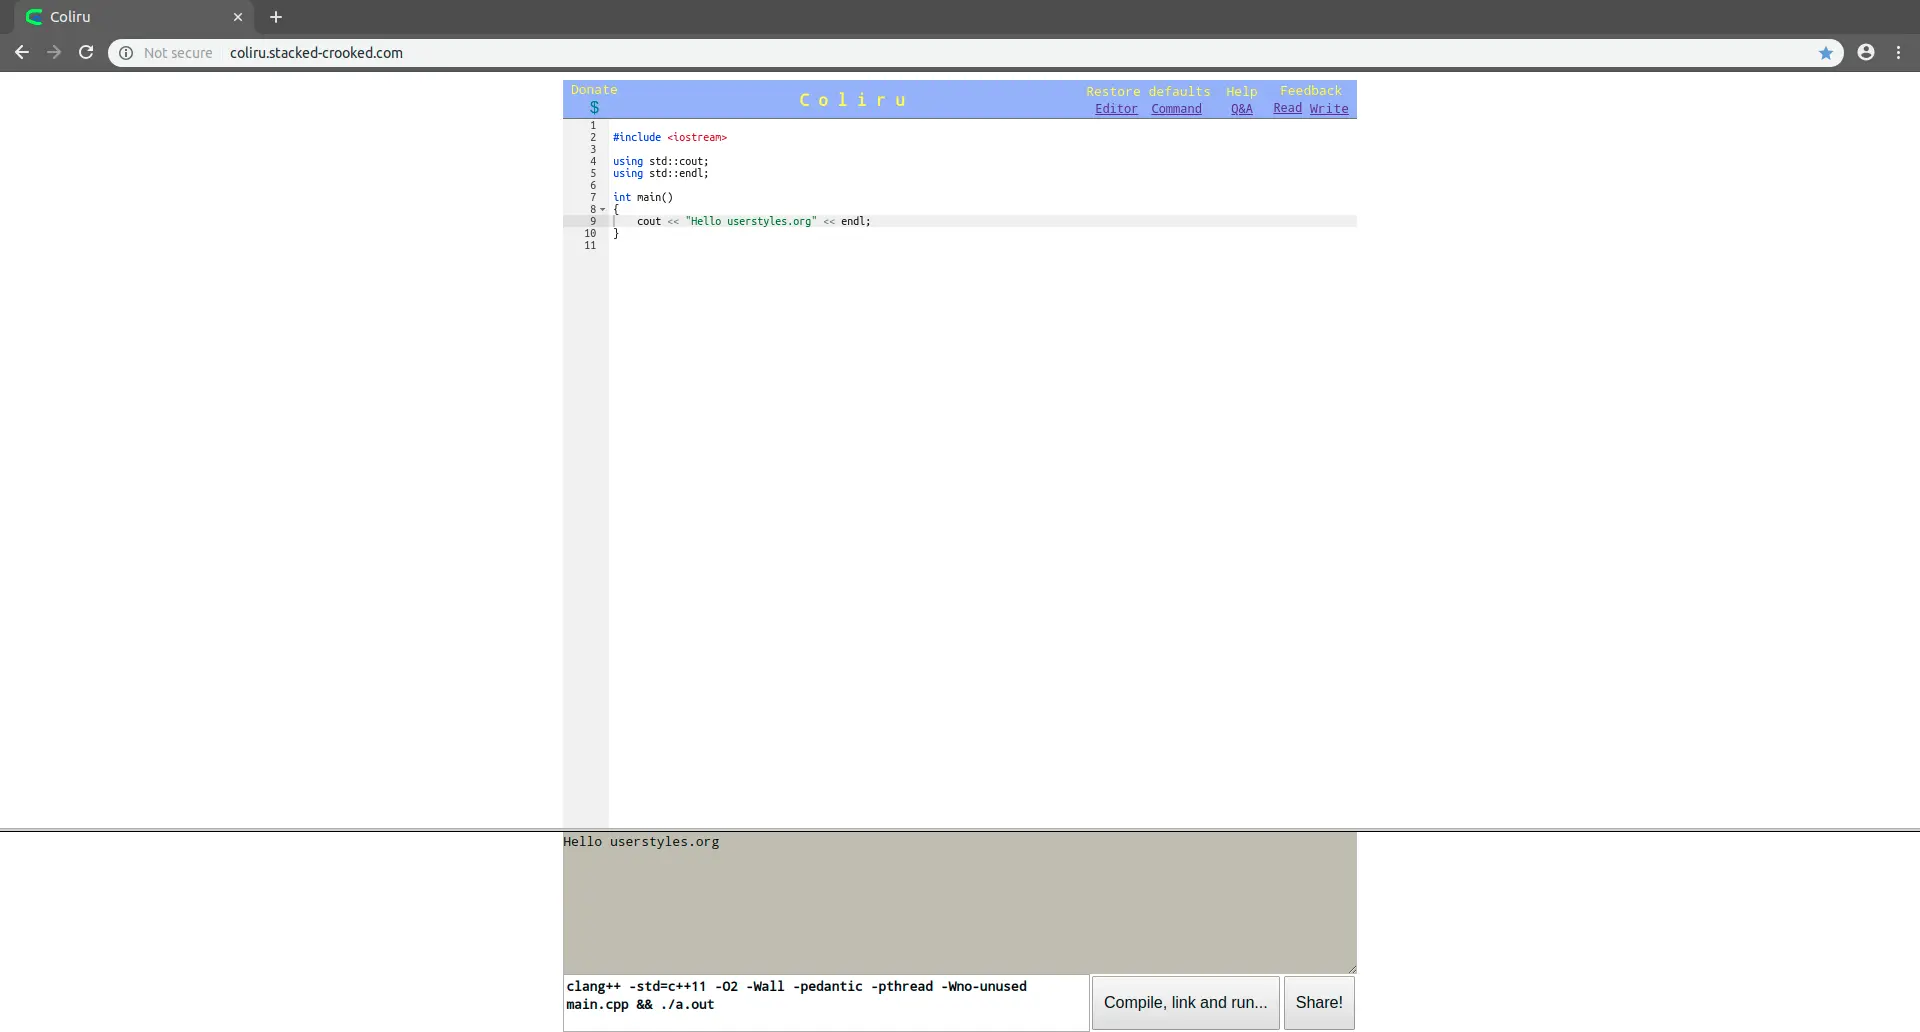 Coliru
Not secure coliru.stacked-crooked.com
Donate
$
Coliru
Restore defaults
Editor Command
Help
Q&A
Feedback
Read Write
1
2 #include <iostream>
3
4 using std::cout;
5 using std::endl;
6
7 int main()
8 {
9 cout << "Hello userstyles.org" << endl;
10 }
11
Hello userstyles.org
clang++ -std=c++11 -O2 -Wall -pedantic -pthread -Wno-unused
main.cpp && ./a.out
Compile, link and run...
Share!